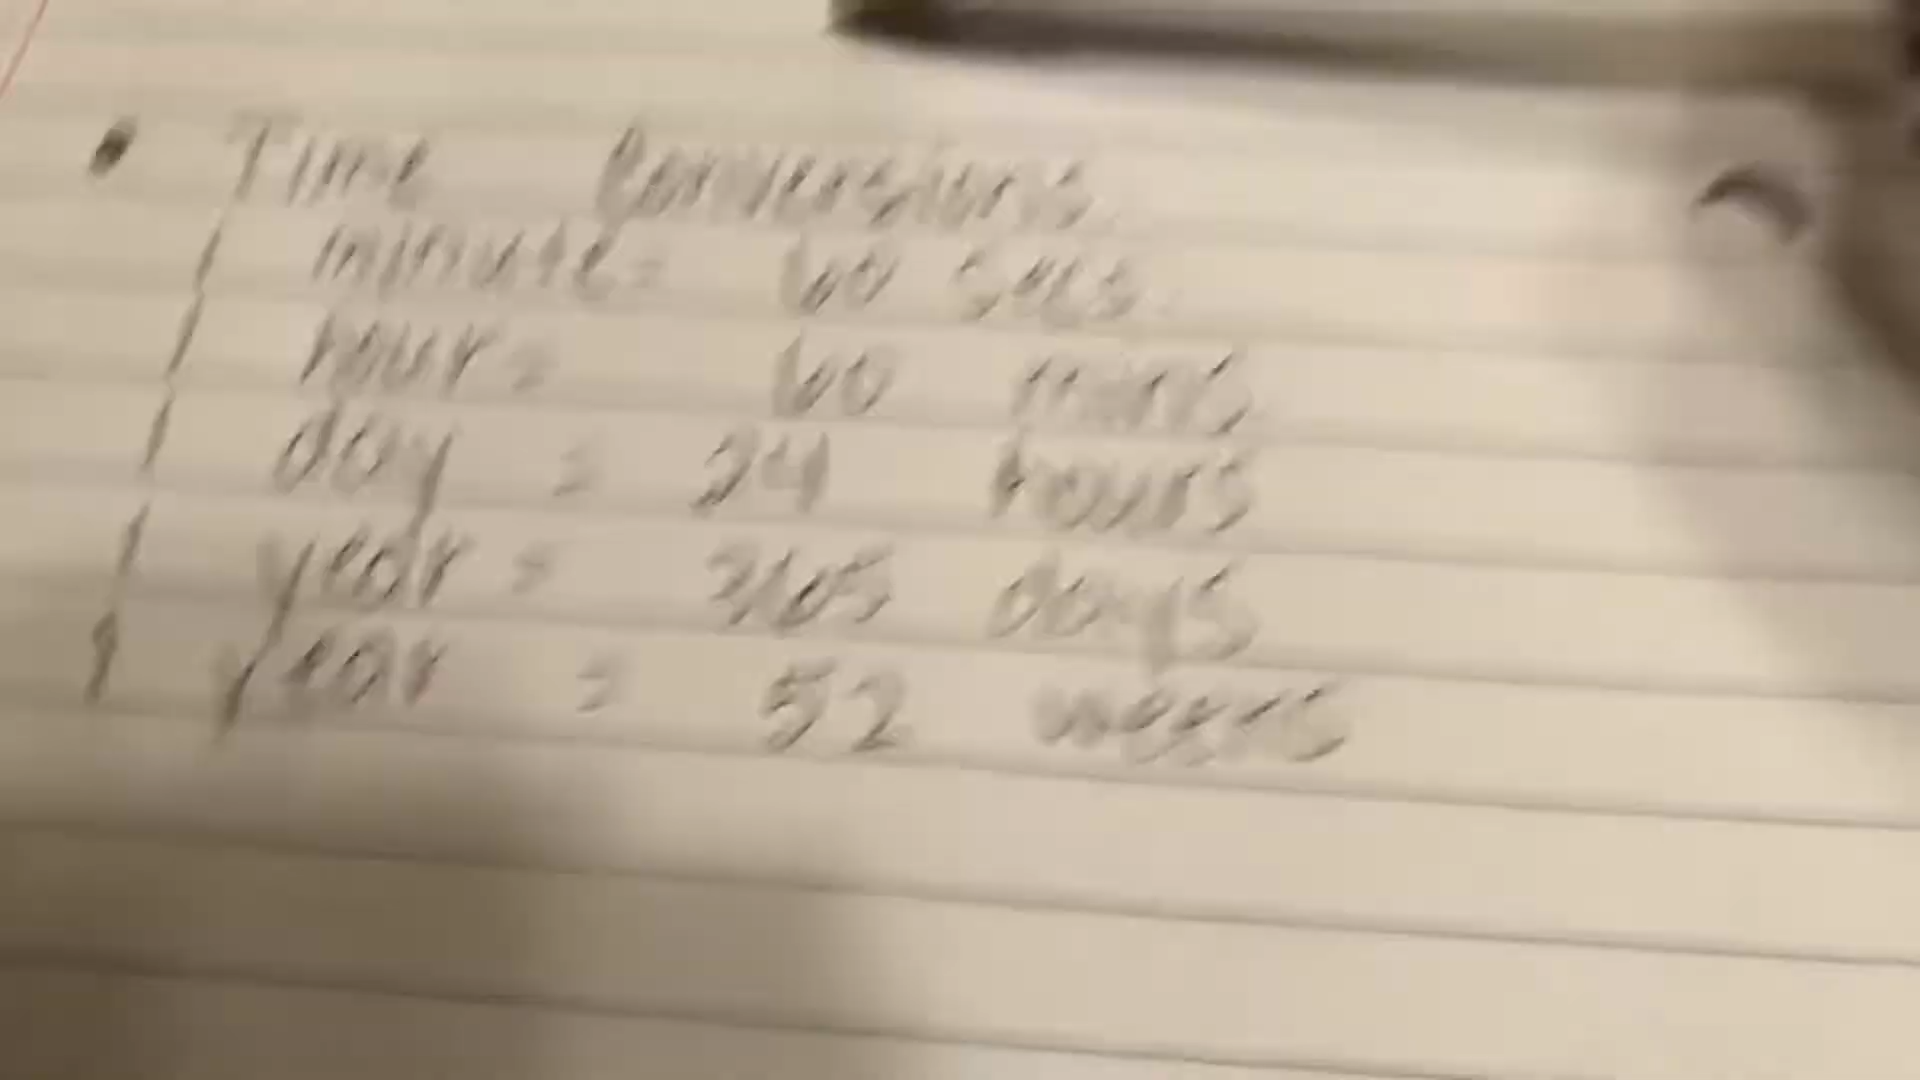 • Time Conversions
1 minute = 60 secs.
1 hour = 60 mins
1 day = 24 hours
1 year = 365 days
1 year = 52 weeks